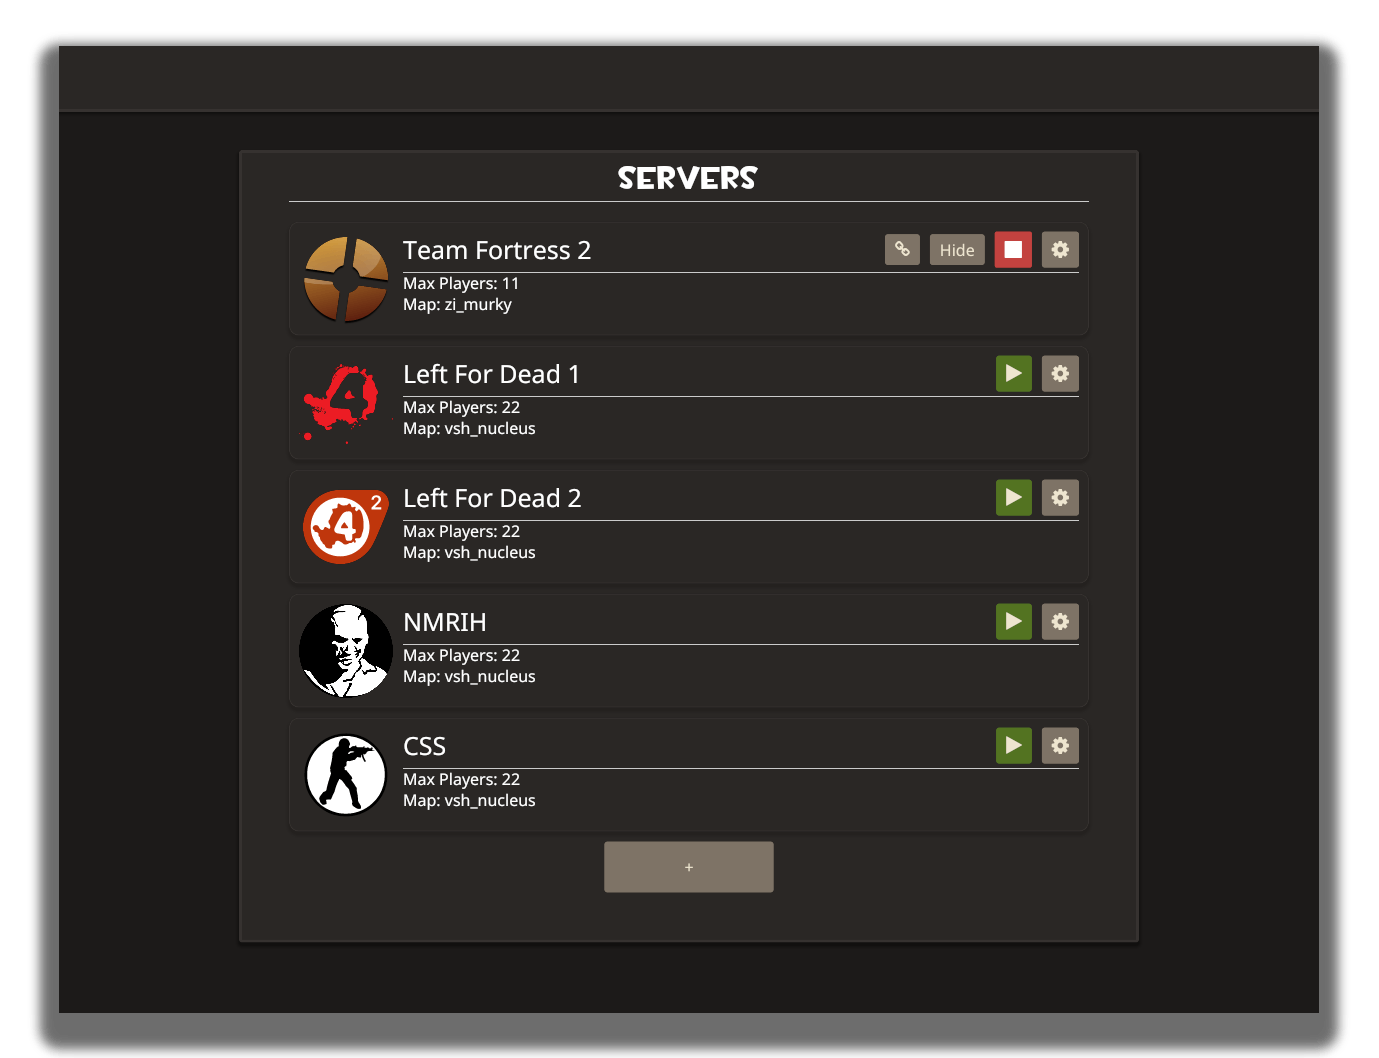 SERVERS
Team Fortress 2
Hide
Max Players: 11
Map: zi_murky
Left For Dead 1
Max Players: 22
Map: vsh_nucleus
2
4
Left For Dead 2
Max Players: 22
Map: vsh_nucleus
NMRIH
Max Players: 22
Map: vsh_nucleus
CSS
Max Players: 22
Map: vsh_nucleus
+